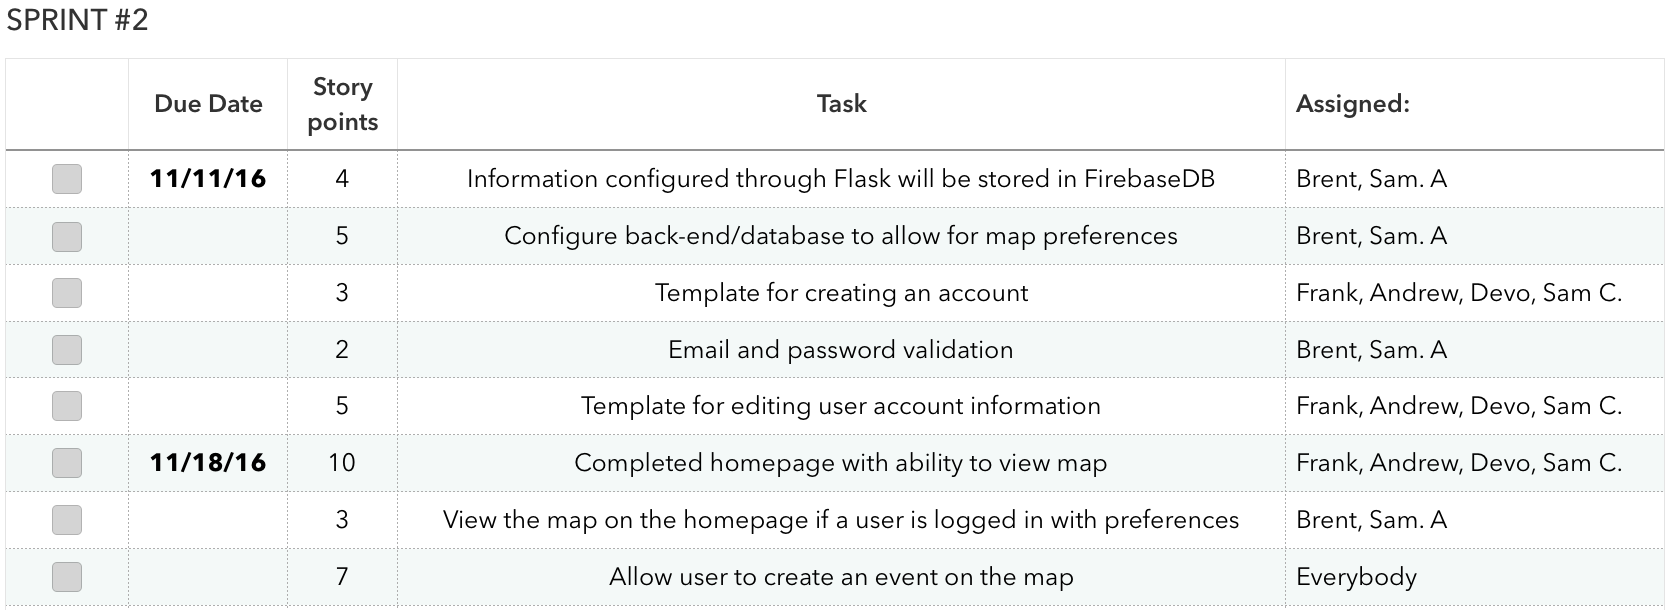 SPRINT #2
Due Date Story points Task Assigned:
11/11/16 4 Information configured through Flask will be stored in FirebaseDB Brent, Sam. A
5 Configure back-end/database to allow for map preferences Brent, Sam. A
3 Template for creating an account Frank, Andrew, Devo, Sam C.
2 Email and password validation Brent, Sam. A
5 Template for editing user account information Frank, Andrew, Devo, Sam C.
11/18/16 10 Completed homepage with ability to view map Frank, Andrew, Devo, Sam C.
3 View the map on the homepage if a user is logged in with preferences Brent, Sam. A
7 Allow user to create an event on the map Everybody